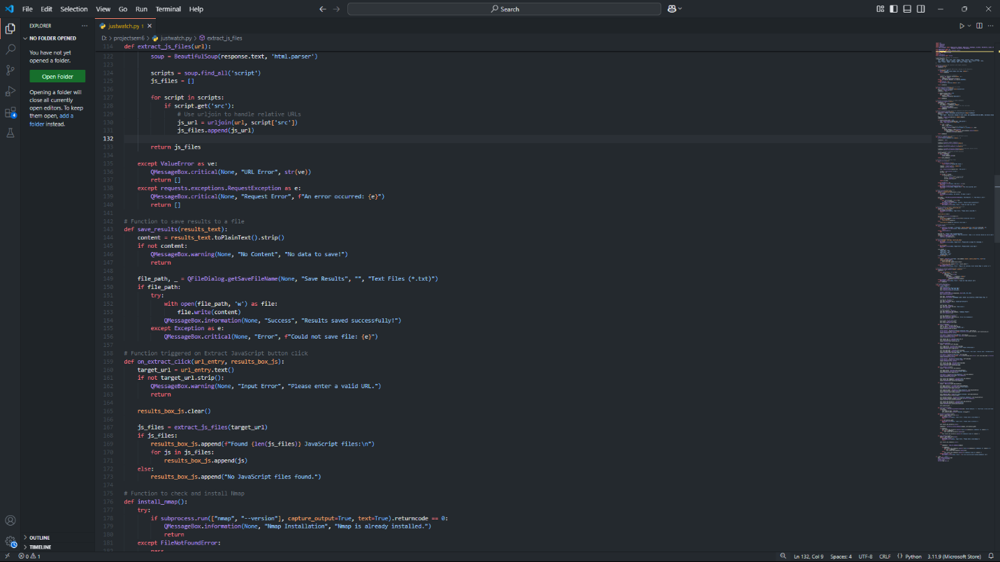 File Edit Selection View Go Run Terminal Help
Search
EXPLORER
NO FOLDER OPENED
You have not yet
opened a folder.
Open Folder
Opening a folder will
close all currently
open editors. To keep
them open, add a
folder instead.
4
OUTLINE
TIMELINE
justwatch.py 1
D: > projectsem6 > justwatch.py > extract_js_files
114 def extract_js_files(url):
122 soup = BeautifulSoup(response.text, 'html.parser')
123
124 scripts = soup.find_all('script')
125 js_files = []
126
127 for script in scripts:
128 if script.get('src'):
129 # Use urljoin to handle relative URLs
130 js_url = urljoin(url, script['src'])
131 js_files.append(js_url)
132
133 return js_files
134
135 except ValueError as ve:
136 QMessageBox.critical(None, "URL Error", str(ve))
137 return []
138 except requests.exceptions.RequestException as e:
139 QMessageBox.critical(None, "Request Error", f"An error occurred: {e}")
140 return []
141
142 # Function to save results to a file
143 def save_results(results_text):
144 content = results_text.toPlainText().strip()
145 if not content:
146 QMessageBox.warning(None, "No Content", "No data to save!")
147 return
148
149 file_path, _ = QFileDialog.getSaveFileName(None, "Save Results", "", "Text Files (*.txt)")
150 if file_path:
151 try:
152 with open(file_path, 'w') as file:
153 file.write(content)
154 QMessageBox.information(None, "Success", "Results saved successfully!")
155 except Exception as e:
156 QMessageBox.critical(None, "Error", f"Could not save file: {e}")
157
158 # Function triggered on Extract JavaScript button click
159 def on_extract_click(url_entry, results_box_js):
160 target_url = url_entry.text()
161 if not target_url.strip():
162 QMessageBox.warning(None, "Input Error", "Please enter a valid URL.")
163 return
164
165 results_box_js.clear()
166
167 js_files = extract_js_files(target_url)
168 if js_files:
169 results_box_js.append(f"Found {len(js_files)} JavaScript files:\n")
170 for js in js_files:
171 results_box_js.append(js)
172 else:
173 results_box_js.append("No JavaScript files found.")
174
175 # Function to check and install Nmap
176 def install_nmap():
177 try:
178 if subprocess.run(["nmap", "--version"], capture_output=True, text=True).returncode == 0:
179 QMessageBox.information(None, "Nmap Installation", "Nmap is already installed.")
180 return
181 except FileNotFoundError:
182 pass
0 1
Ln 132, Col 9 Spaces: 4 UTF-8 CRLF Python 3.11.9 (Microsoft Store)